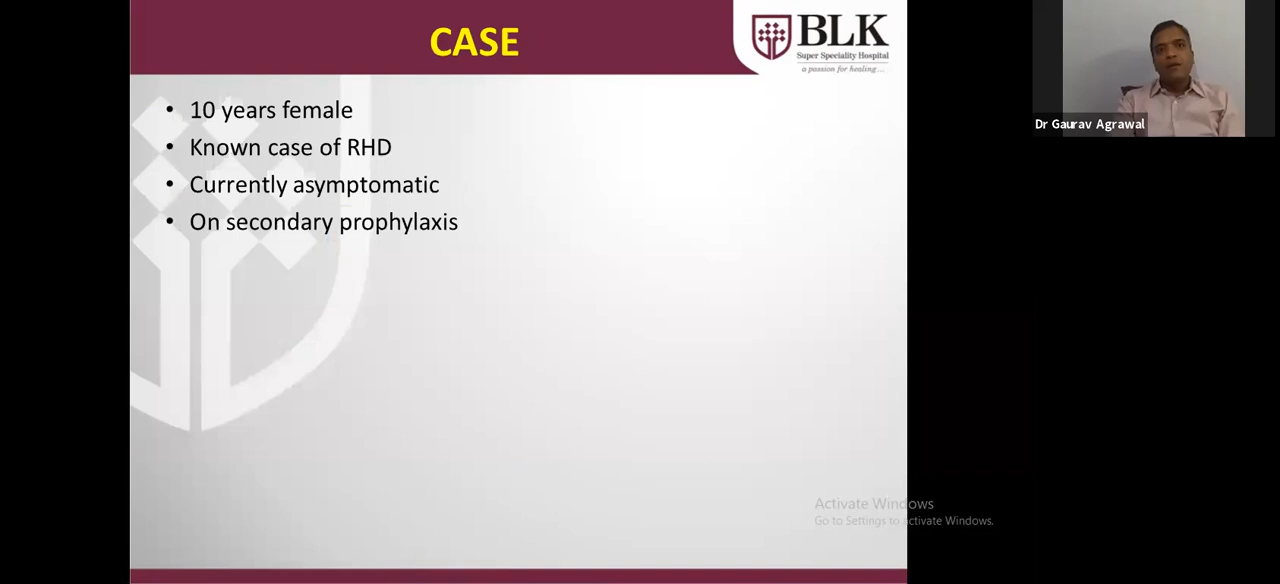 CASE
BLK
Super Speciality Hospital
a passion for healing...
• 10 years female
• Known case of RHD
• Currently asymptomatic
• On secondary prophylaxis
Dr Gaurav Agrawal
Activate Windows
Go to Settings to activate Windows.